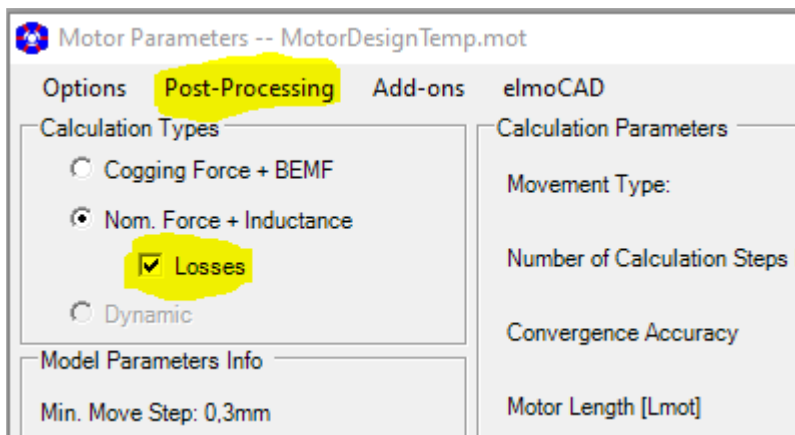 Motor Parameters -- MotorDesignTemp.mot
Options Post-Processing Add-ons elmoCAD
Calculation Types
Cogging Force + BEMF
Nom. Force + Inductance
Losses
Dynamic
Model Parameters Info
Min. Move Step: 0,3mm
Calculation Parameters
Movement Type:
Number of Calculation Steps
Convergence Accuracy
Motor Length [Lmot]